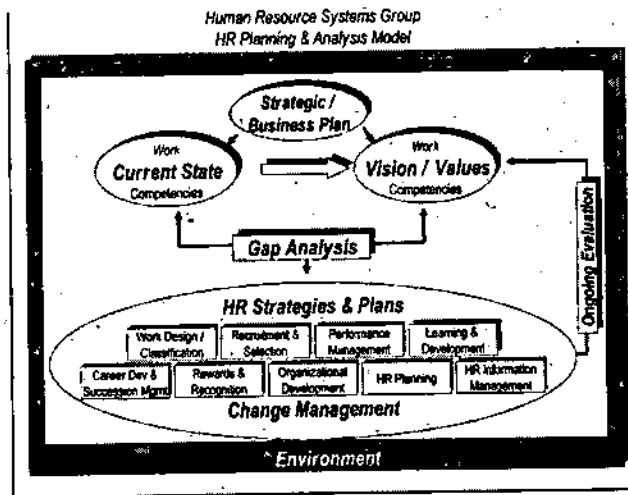 Human Resource Systems Group
HR Planning & Analysis Model
Strategic /
Business Plan
Work
Current State
Competencies
Work
Vision / Values
Competencies
Gap Analysis
Ongoing Evaluation
HR Strategies & Plans
Work Design /
Classification
Recruitment &
Selection
Performance
Management
Learning &
Development
Career Dev &
Succession Mgmt
Rewards &
Recognition
Organizational
Development
HR Planning
HR Information
Management
Change Management
Environment